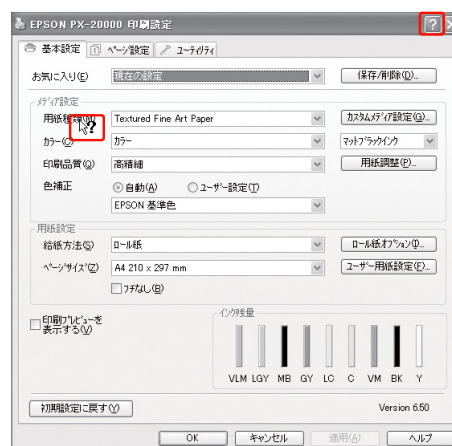 EPSON PX-20000 印刷設定 ? ×
基本設定 ページ設定 ユーティリティ
お気に入り(E) 現在の設定 保存/削除(D)...
メディア設定
用紙種類(N) Textured Fine Art Paper カスタムメディア設定(G)...
?
カラー(C) カラー マットブラックインク
印刷品質(Q) 高精細 用紙調整(P)...
色補正 自動(A) ユーザー設定(T)
EPSON 基準色
用紙設定
給紙方法(S) ロール紙 ロール紙オプション(I)...
ページサイズ(Z) A4 210 x 297 mm ユーザー用紙設定(F)...
フチなし(B)
印刷プレビューを
表示する(V)
インク残量
VLM LGY MB GY LC C VM BK Y
初期設定に戻す(Y) Version 6.50
OK キャンセル 適用(A) ヘルプ